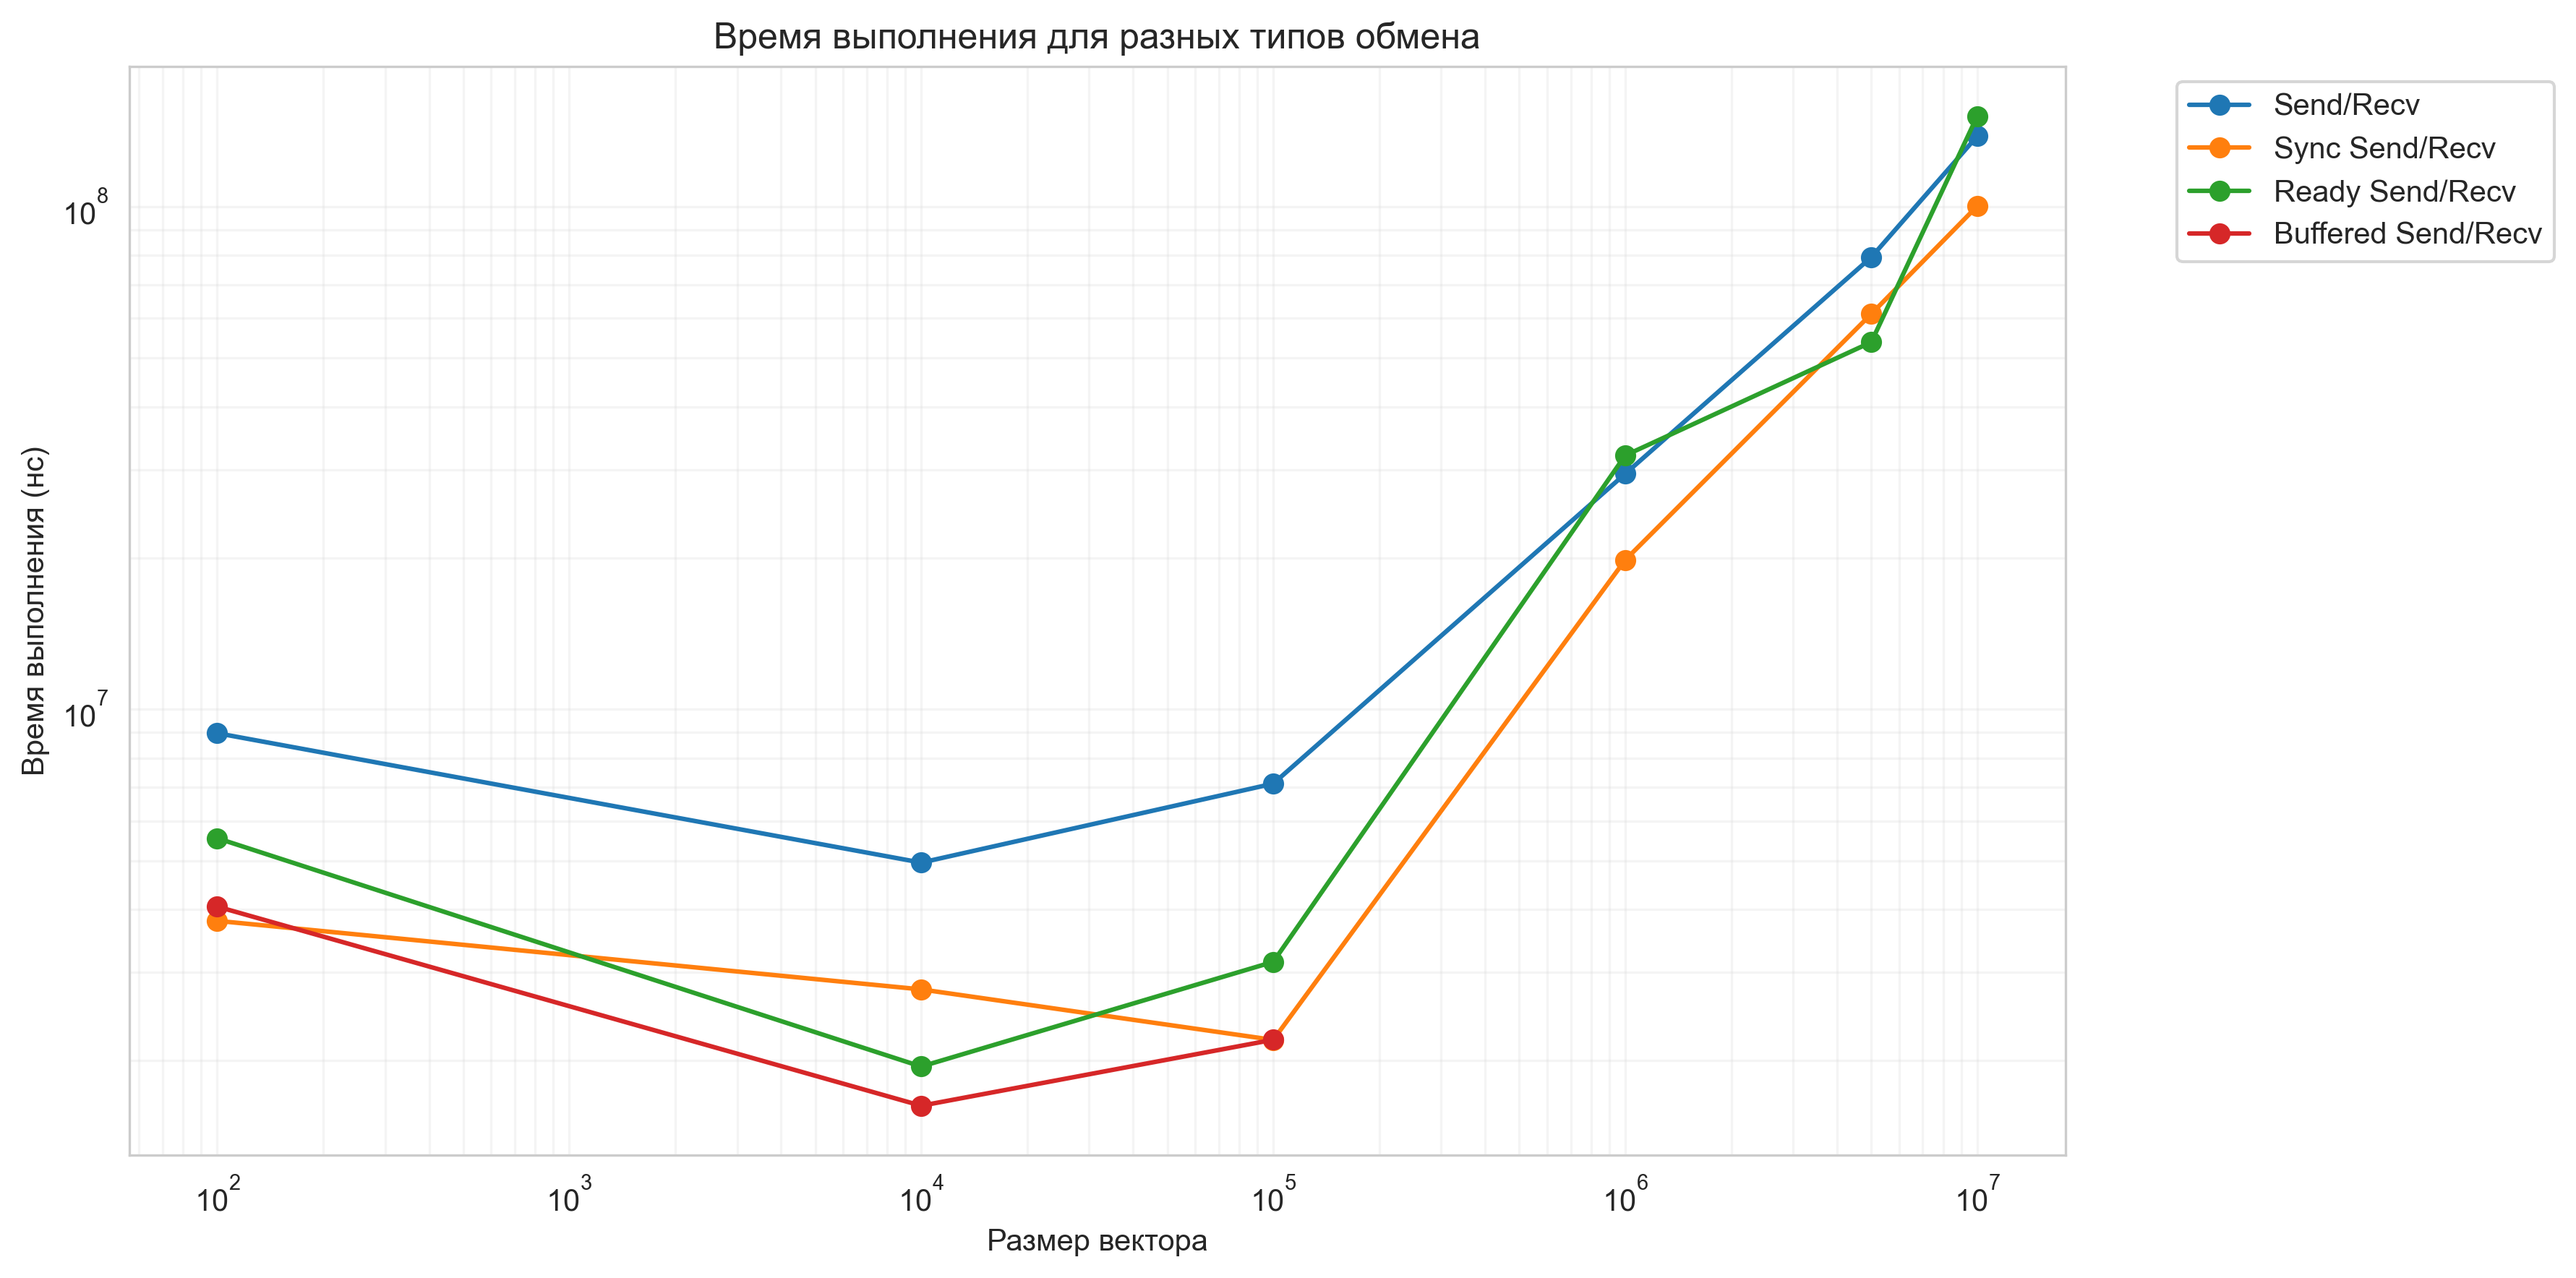 Время выполнения для разных типов обмена
Send/Recv
Sync Send/Recv
Ready Send/Recv
Buffered Send/Recv
Время выполнения (нс)
10^8
10^7
10^2
10^3
10^4
10^5
10^6
10^7
Размер вектора